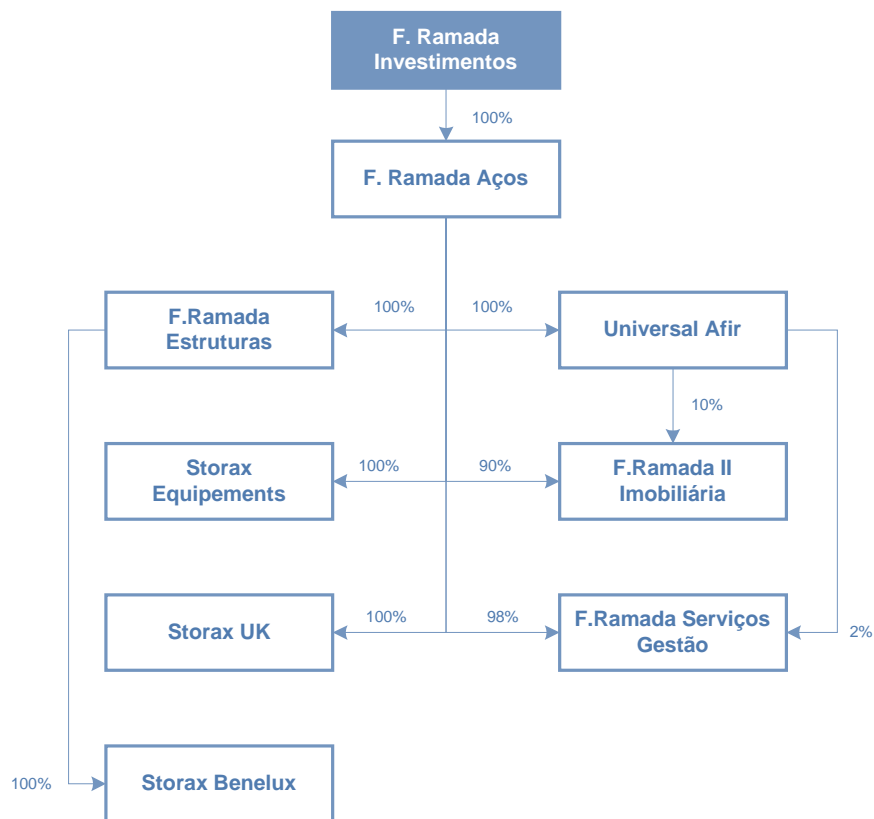 F. Ramada
Investimentos
100%
F. Ramada Aços
F.Ramada
Estruturas
100%
100%
Universal Afir
10%
Storax
Equipements
100%
90%
F.Ramada II
Imobiliária
Storax UK
100%
98%
F.Ramada Serviços
Gestão
2%
100%
Storax Benelux